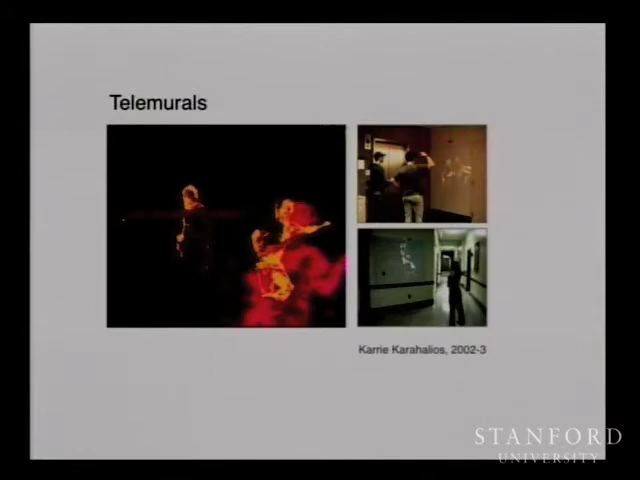 Telemurals
Karrie Karahalios, 2002-3
STANFORD
UNIVERSITY